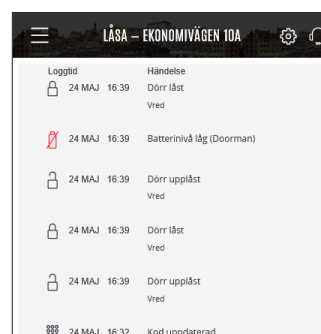 LÅSA – EKONOMIVÄGEN 10A
Loggtid Händelse
24 MAJ 16:39 Dörr låst
Vred
24 MAJ 16:39 Batterinivå låg (Doorman)
24 MAJ 16:39 Dörr upplåst
Vred
24 MAJ 16:39 Dörr låst
Vred
24 MAJ 16:39 Dörr upplåst
Vred
24 MAJ 16:32 Kod uppdaterad